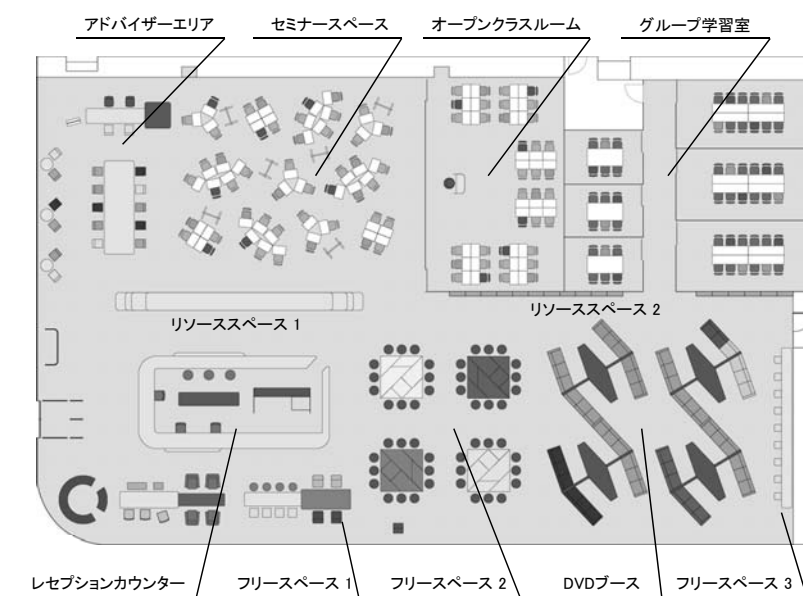 アドバイザーエリア
セミナースペース
オープンクラスルーム
グループ学習室
リソーススペース 1
リソーススペース 2
レセプションカウンター
フリースペース 1
フリースペース 2
DVDブース
フリースペース 3